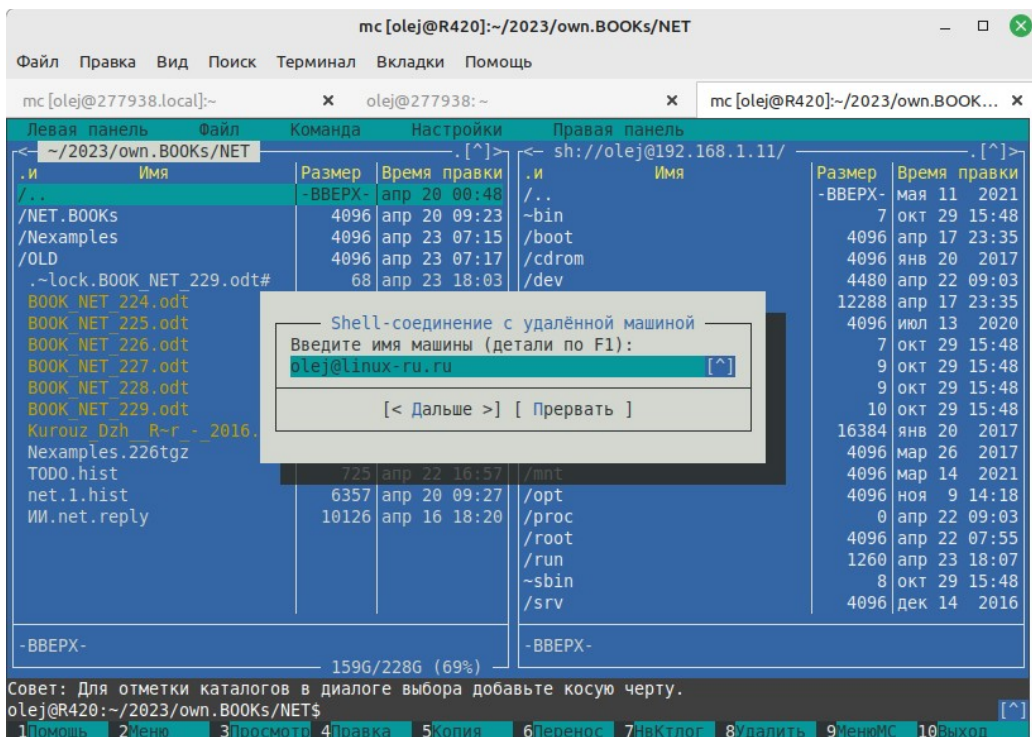 mc [olej@R420]:~/2023/own.BOOKs/NET
Файл Правка Вид Поиск Терминал Вкладки Помощь
mc [olej@277938.local]:~ olej@277938: ~ mc [olej@R420]:~/2023/own.BOOK...
Левая панель Файл Команда Настройки Правая панель
<─ ~/2023/own.BOOKs/NET .[^]> <─ sh://olej@192.168.1.11/ .[^]>
.и Имя Размер Время правки .и Имя Размер Время правки
/.. -ВВЕРХ- апр 20 00:48 /.. -ВВЕРХ- мая 11 2021
/NET.BOOKs 4096 апр 20 09:23 ~bin 7 окт 29 15:48
/Nexamples 4096 апр 23 07:15 /boot 4096 апр 17 23:35
/OLD 4096 апр 23 07:17 /cdrom 4096 янв 20 2017
.~lock.BOOK_NET_229.odt# 68 апр 23 18:03 /dev 4480 апр 22 09:03
BOOK_NET_224.odt 12288 апр 17 23:35
BOOK_NET_225.odt Shell-соединение с удалённой машиной 4096 июл 13 2020
BOOK_NET_226.odt Введите имя машины (детали по F1): 7 окт 29 15:48
BOOK_NET_227.odt olej@linux-ru.ru [^] 9 окт 29 15:48
BOOK_NET_228.odt 9 окт 29 15:48
BOOK_NET_229.odt [< Дальше >] [ Прервать ] 10 окт 29 15:48
Kurouz_Dzh__R~r_-_2016. 16384 янв 20 2017
Nexamples.226tgz 4096 мар 26 2017
TODO.hist 725 апр 22 16:57 /mnt 4096 мар 14 2021
net.1.hist 6357 апр 20 09:27 /opt 4096 ноя 9 14:18
ИИ.net.reply 10126 апр 16 18:20 /proc 0 апр 22 09:03
/root 4096 апр 22 07:55
/run 1260 апр 23 18:07
~sbin 8 окт 29 15:48
/srv 4096 дек 14 2016
-ВВЕРХ- -ВВЕРХ-
159G/228G (69%)
Совет: Для отметки каталогов в диалоге выбора добавьте косую черту.
olej@R420:~/2023/own.BOOKs/NET$ [^]
1Помощь 2Меню 3Просмотр 4Правка 5Копия 6Перенос 7НвКтлог 8Удалить 9МенюМС 10Выход